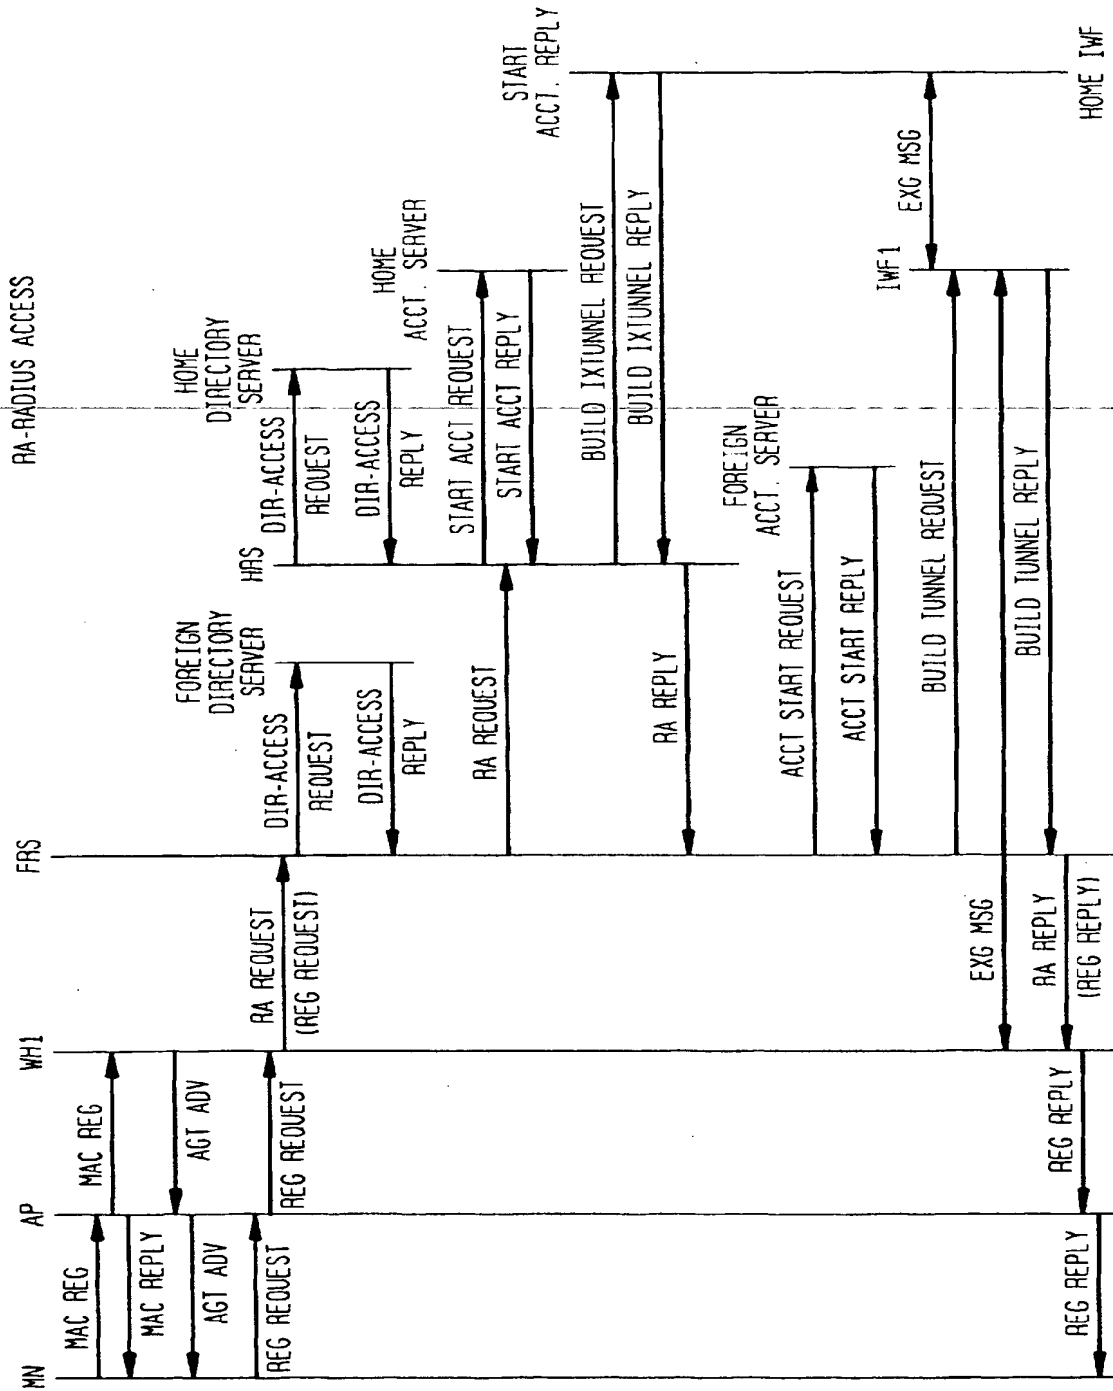 RA-RADIUS ACCESS
MN
AP
WH1
FRS
FOREIGN
DIRECTORY
SERVER
HRS
HOME
DIRECTORY
SERVER
HOME
ACCT. SERVER
START
ACCT. REPLY
MAC REG
MAC REG
MAC REPLY
AGT ADV
AGT ADV
REG REQUEST
REG REQUEST
RA REQUEST
(REG REQUEST)
DIR-ACCESS
REQUEST
DIR-ACCESS
REPLY
DIR-ACCESS
REQUEST
DIR-ACCESS
REPLY
START ACCT REQUEST
RA REQUEST
START ACCT REPLY
BUILD IXTUNNEL REQUEST
BUILD IXTUNNEL REPLY
RA REPLY
FOREIGN
ACCT. SERVER
ACCT START REQUEST
ACCT START REPLY
IWF1
EXG MSG
BUILD TUNNEL REQUEST
EXG MSG
BUILD TUNNEL REPLY
RA REPLY
(REG REPLY)
REG REPLY
REG REPLY
HOME IWF